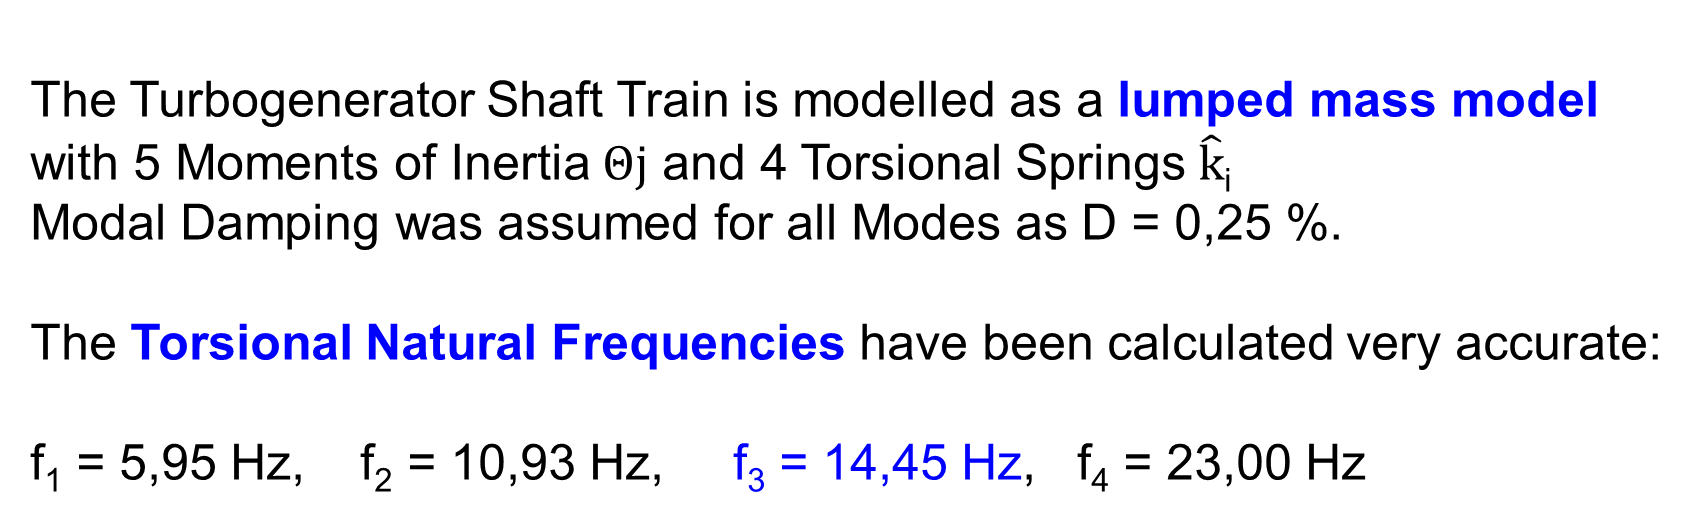 The Turbogenerator Shaft Train is modelled as a lumped mass model
with 5 Moments of Inertia Θj and 4 Torsional Springs k̂ᵢ
Modal Damping was assumed for all Modes as D = 0,25 %.
The Torsional Natural Frequencies have been calculated very accurate:
f₁ = 5,95 Hz, f₂ = 10,93 Hz, f₃ = 14,45 Hz, f₄ = 23,00 Hz